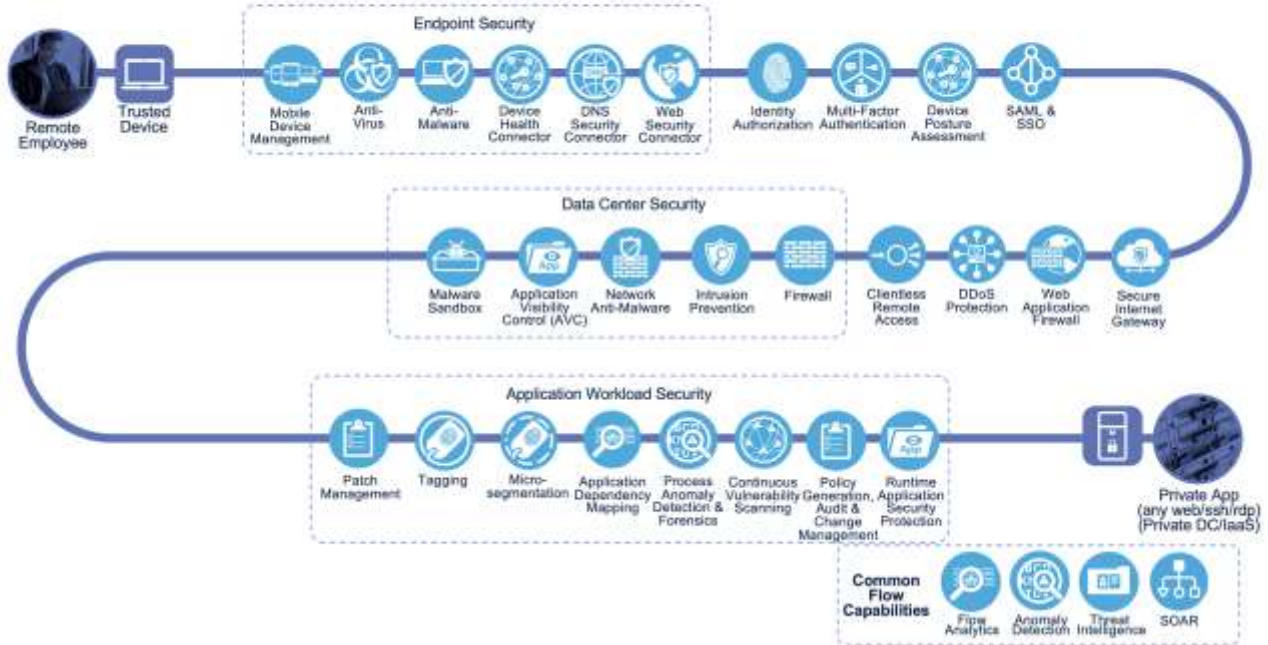 Endpoint Security
Remote
Employee
Trusted
Device
Mobile
Device
Management
Anti-
Virus
Anti-
Malware
Device
Health
Connector
DNS
Security
Connector
Web
Security
Connector
Identity
Authorization
Multi-Factor
Authentication
Device
Posture
Assessment
SAML &
SSO
Data Center Security
Malware
Sandbox
Application
Visibility
Control (AVC)
Network
Anti-Malware
Intrusion
Prevention
Firewall
Clientless
Remote
Access
DDoS
Protection
Web
Application
Firewall
Secure
Internet
Gateway
App
Application Workload Security
Patch
Management
Tagging
Micro-
segmentation
Application
Dependency
Mapping
Process
Anomaly
Detection &
Forensics
Continuous
Vulnerability
Scanning
Policy
Generation,
Audit &
Change
Management
App
Runtime
Application
Security
Protection
Private App
(any web/ssh/rdp)
(Private DC/IaaS)
Common
Flow
Capabilities
Flow
Analytics
Anomaly
Detection
Threat
Intelligence
SOAR